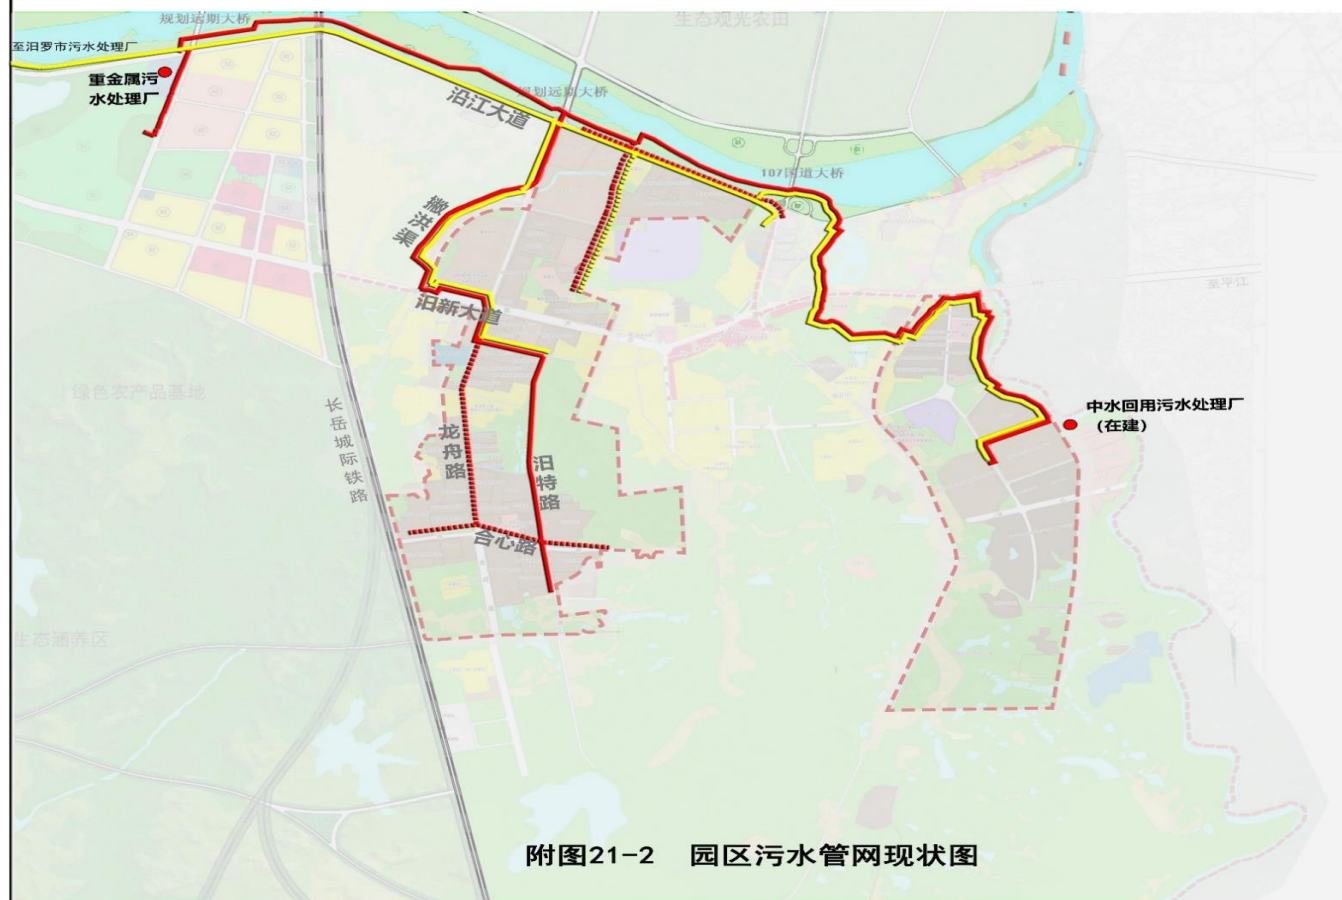 规划远期大桥
生态观光农田
至汨罗市污水处理厂
重金属污
水处理厂
沿江大道
规划远期大桥
107国道大桥
撇洪渠
至平江
汨新大道
绿色农产品基地
长岳城际铁路
中水回用污水处理厂
(在建)
龙舟路
汨特路
合心路
生态涵养区
附图21-2 园区污水管网现状图